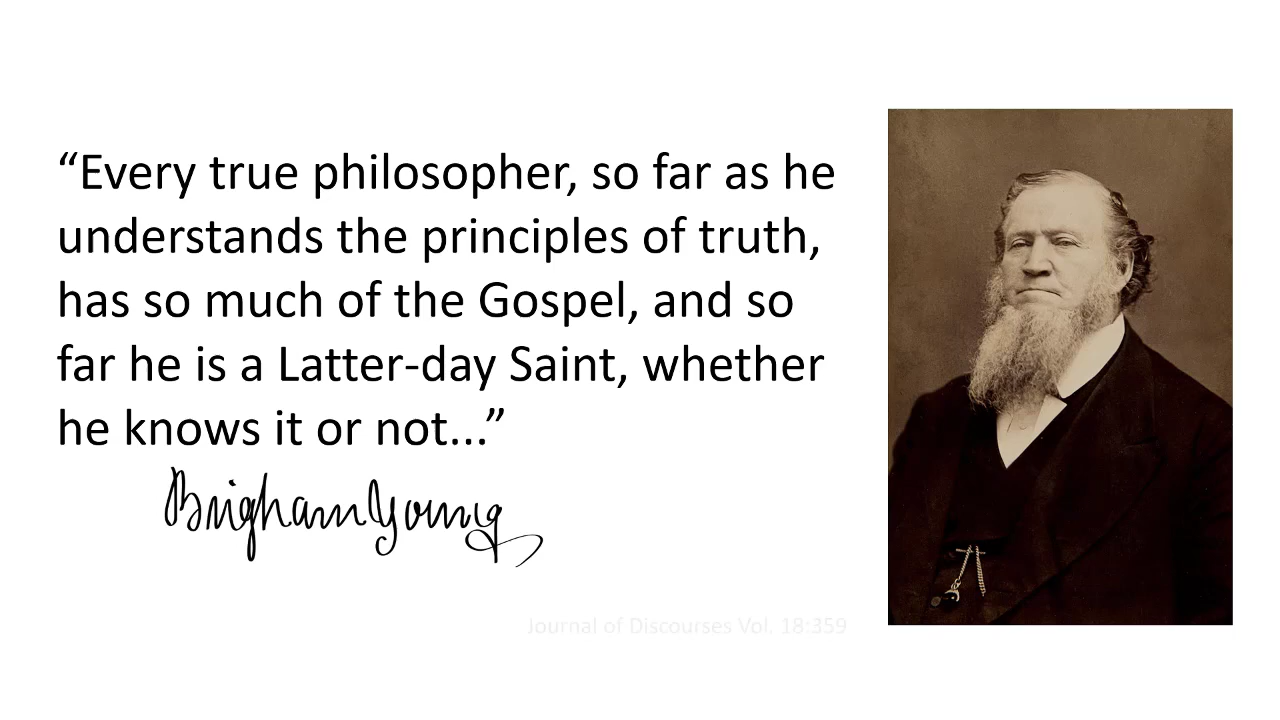 “Every true philosopher, so far as he
understands the principles of truth,
has so much of the Gospel, and so
far he is a Latter-day Saint, whether
he knows it or not...”
Brigham Young
Journal of Discourses Vol, 18:359